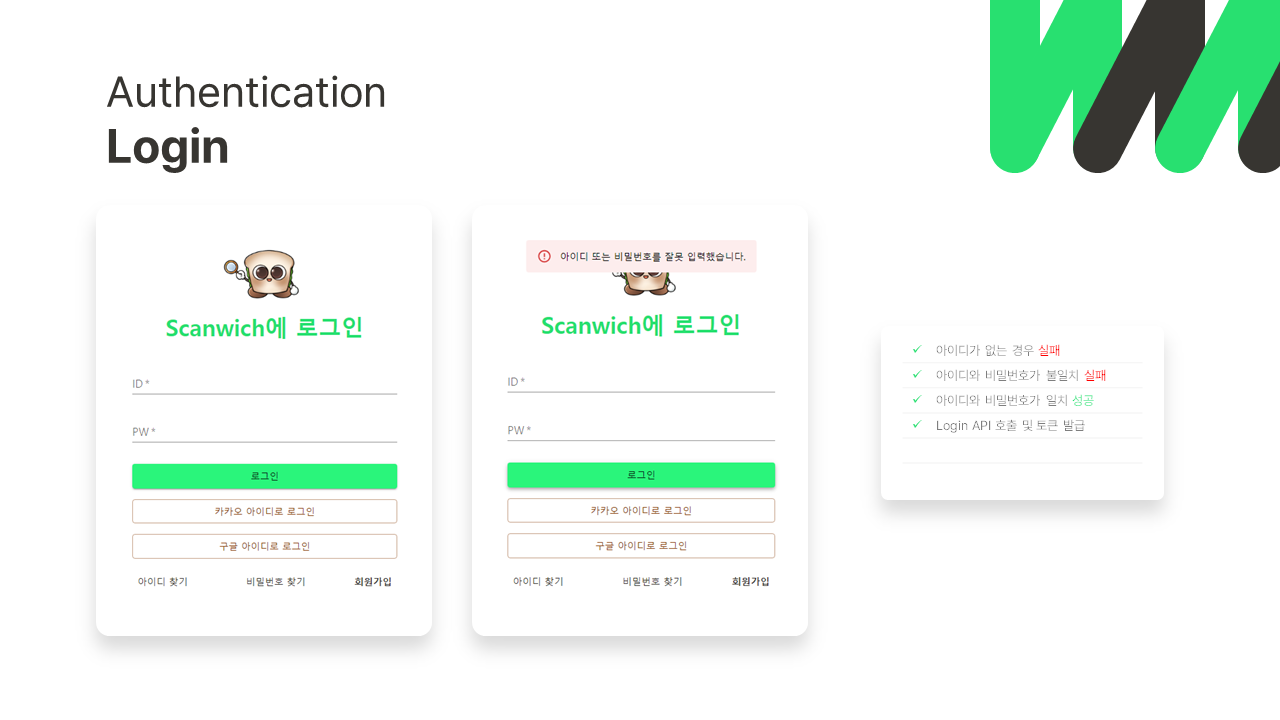 Authentication
Login
Scanwich에 로그인
ID *
PW *
로그인
카카오 아이디로 로그인
구글 아이디로 로그인
아이디 찾기 비밀번호 찾기 회원가입
아이디 또는 비밀번호를 잘못 입력했습니다.
Scanwich에 로그인
ID *
PW *
로그인
카카오 아이디로 로그인
구글 아이디로 로그인
아이디 찾기 비밀번호 찾기 회원가입
아이디가 없는 경우 실패
아이디와 비밀번호가 불일치 실패
아이디와 비밀번호가 일치 성공
Login API 호출 및 토큰 발급